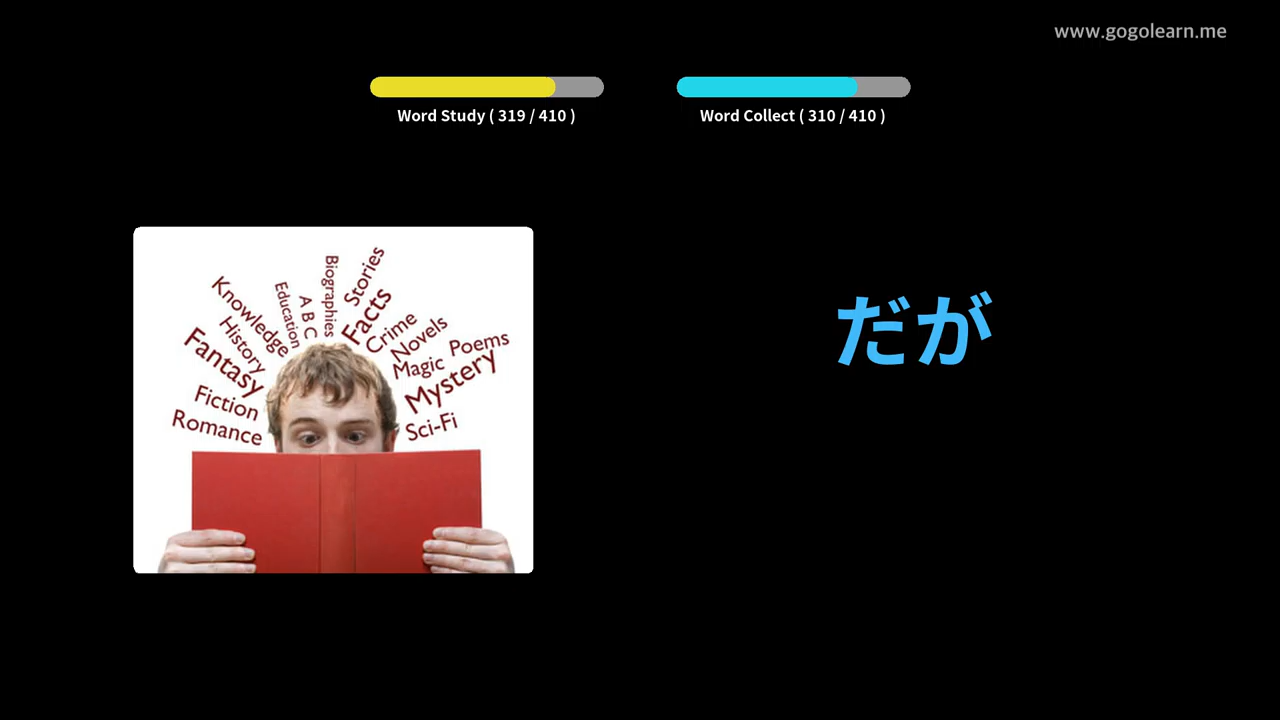 www.gogolearn.me
Word Study ( 319 / 410 )
Word Collect ( 310 / 410 )
だが
Biographies
Stories
Education
A B C
Facts
Knowledge
Crime
History
Novels
Fantasy
Magic
Poems
Mystery
Fiction
Romance
Sci-Fi